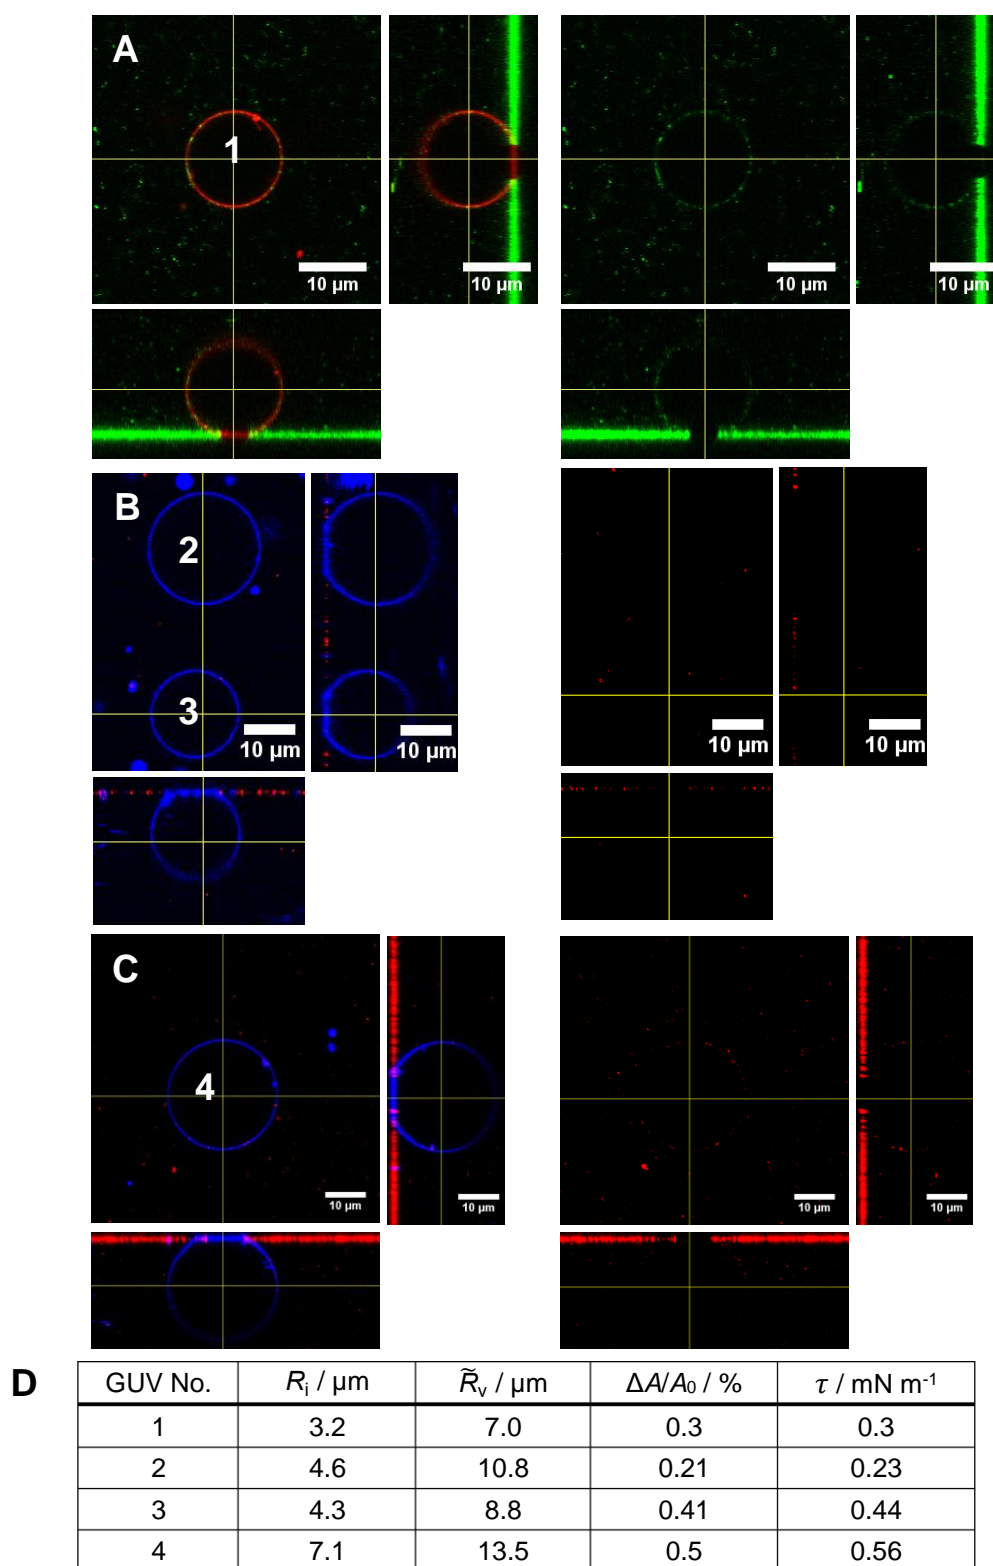 A
1
10 µm
10 µm
10 µm
10 µm
B
2
3
10 µm
10 µm
10 µm
10 µm
C
4
10 µm
10 µm
10 µm
10 µm
D
GUV No. Ri / µm R̃v / µm ΔA/A0 / % τ / mN m-1
1 3.2 7.0 0.3 0.3
2 4.6 10.8 0.21 0.23
3 4.3 8.8 0.41 0.44
4 7.1 13.5 0.5 0.56